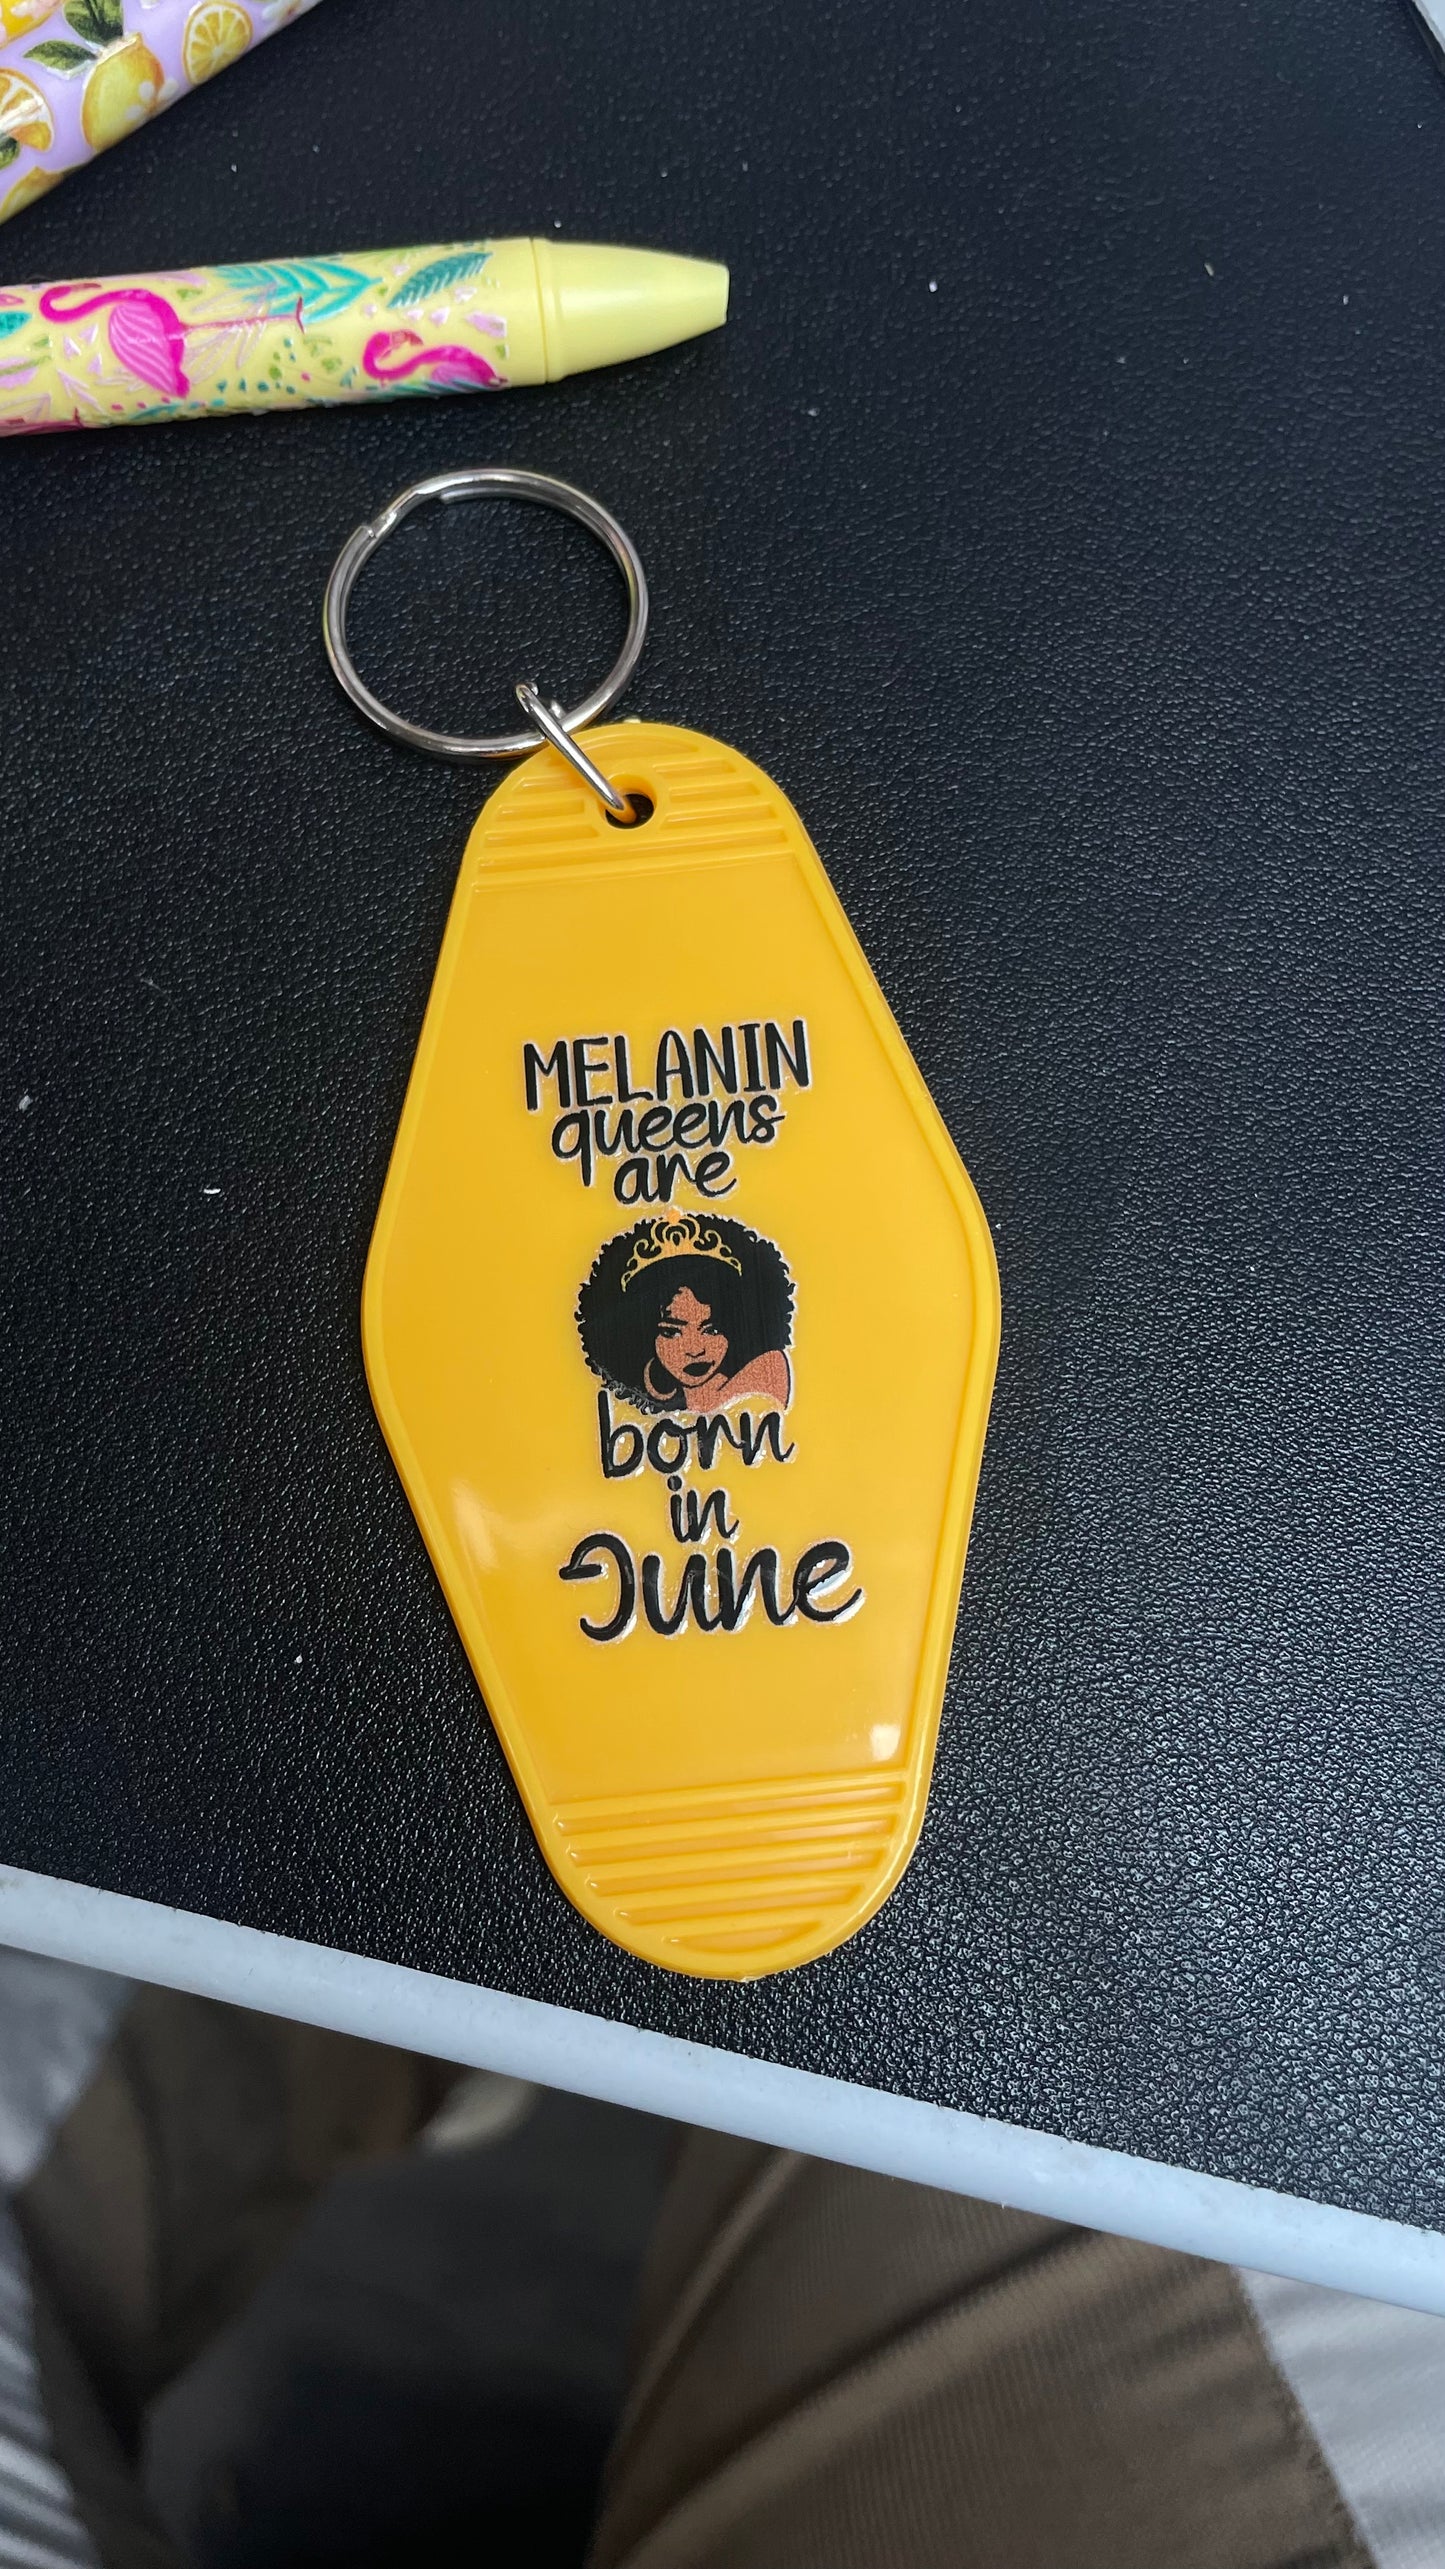 MELANIN
queens
are
born
in
June